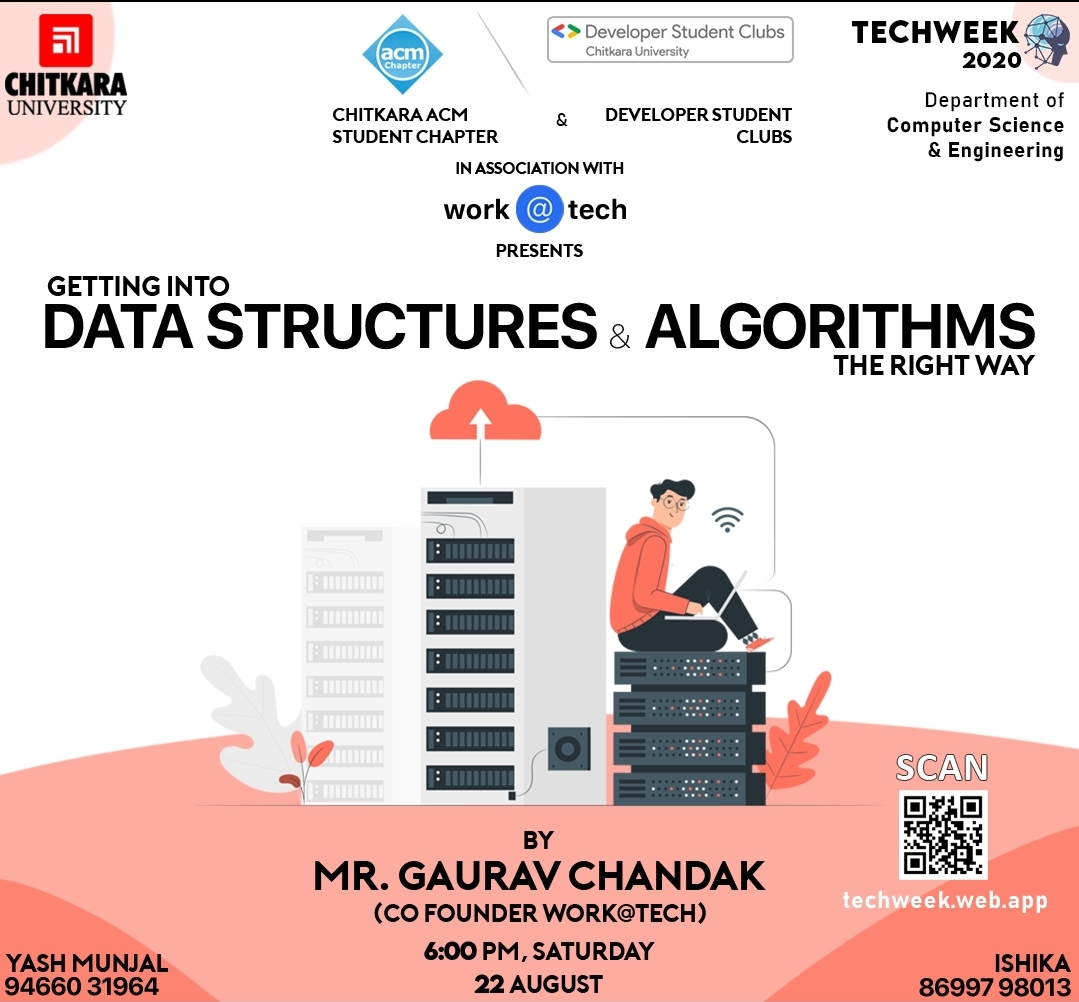 CHITKARA
UNIVERSITY
acm
Chapter
Developer Student Clubs
Chitkara University
TECHWEEK
2020
Department of
Computer Science
& Engineering
CHITKARA ACM
STUDENT CHAPTER
&
DEVELOPER STUDENT
CLUBS
IN ASSOCIATION WITH
work @ tech
PRESENTS
GETTING INTO
DATA STRUCTURES & ALGORITHMS
THE RIGHT WAY
SCAN
techweek.web.app
BY
MR. GAURAV CHANDAK
(CO FOUNDER WORK@TECH)
6:00 PM, SATURDAY
22 AUGUST
YASH MUNJAL
94660 31964
ISHIKA
86997 98013